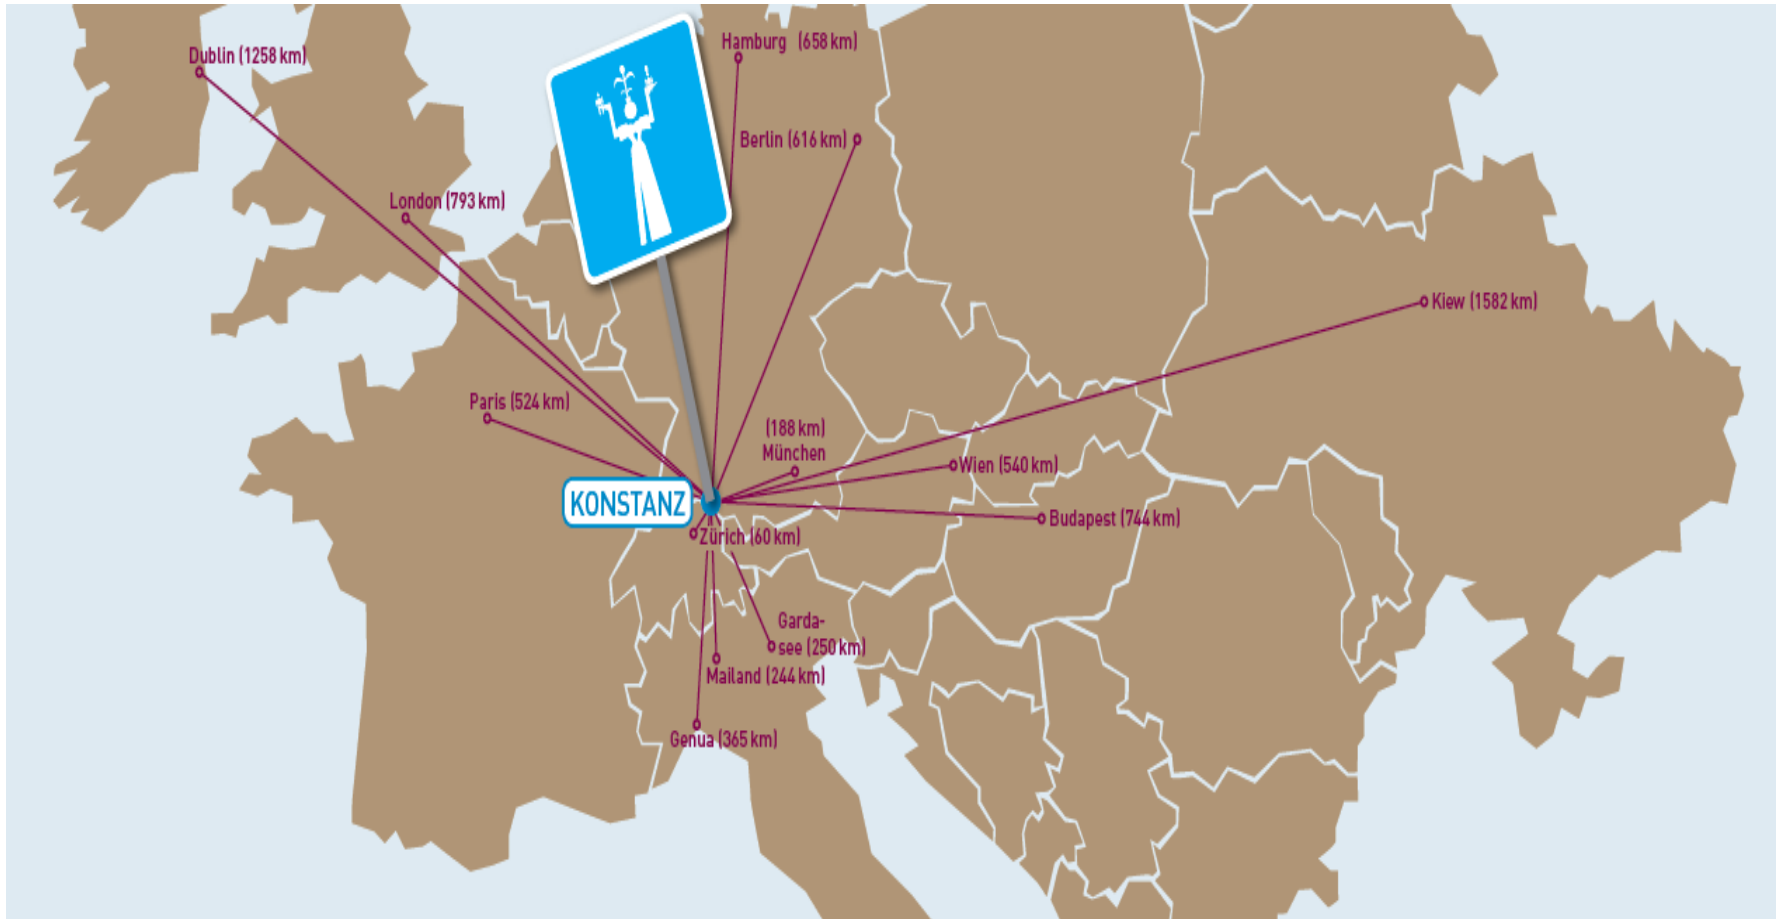 Dublin (1258 km)
Hamburg (658 km)
Berlin (616 km)
London (793 km)
Kiew (1582 km)
Paris (524 km)
(188 km)
München
Wien (540 km)
KONSTANZ
Budapest (744 km)
Zürich (60 km)
Garda-
see (250 km)
Mailand (244 km)
Genua (365 km)